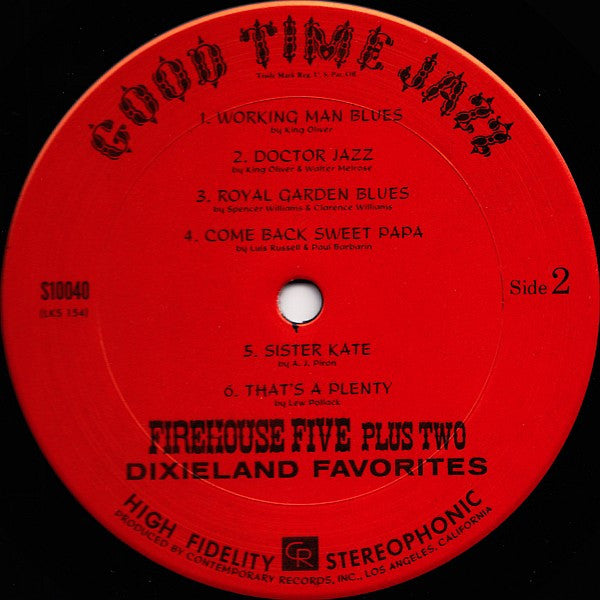 GOOD TIME JAZZ
Trade Mark Reg. U. S. Pat. Off.
1. WORKING MAN BLUES
by King Oliver
2. DOCTOR JAZZ
by King Oliver & Walter Melrose
3. ROYAL GARDEN BLUES
by Spencer Williams & Clarence Williams
4. COME BACK SWEET PAPA
by Luis Russell & Paul Barbarin
S10040
(LKS 154)
Side 2
5. SISTER KATE
by A. J. Piron
6. THAT'S A PLENTY
by Lew Pollack
FIREHOUSE FIVE PLUS TWO
DIXIELAND FAVORITES
HIGH FIDELITY CR STEREOPHONIC
PRODUCED BY CONTEMPORARY RECORDS, INC., LOS ANGELES, CALIFORNIA